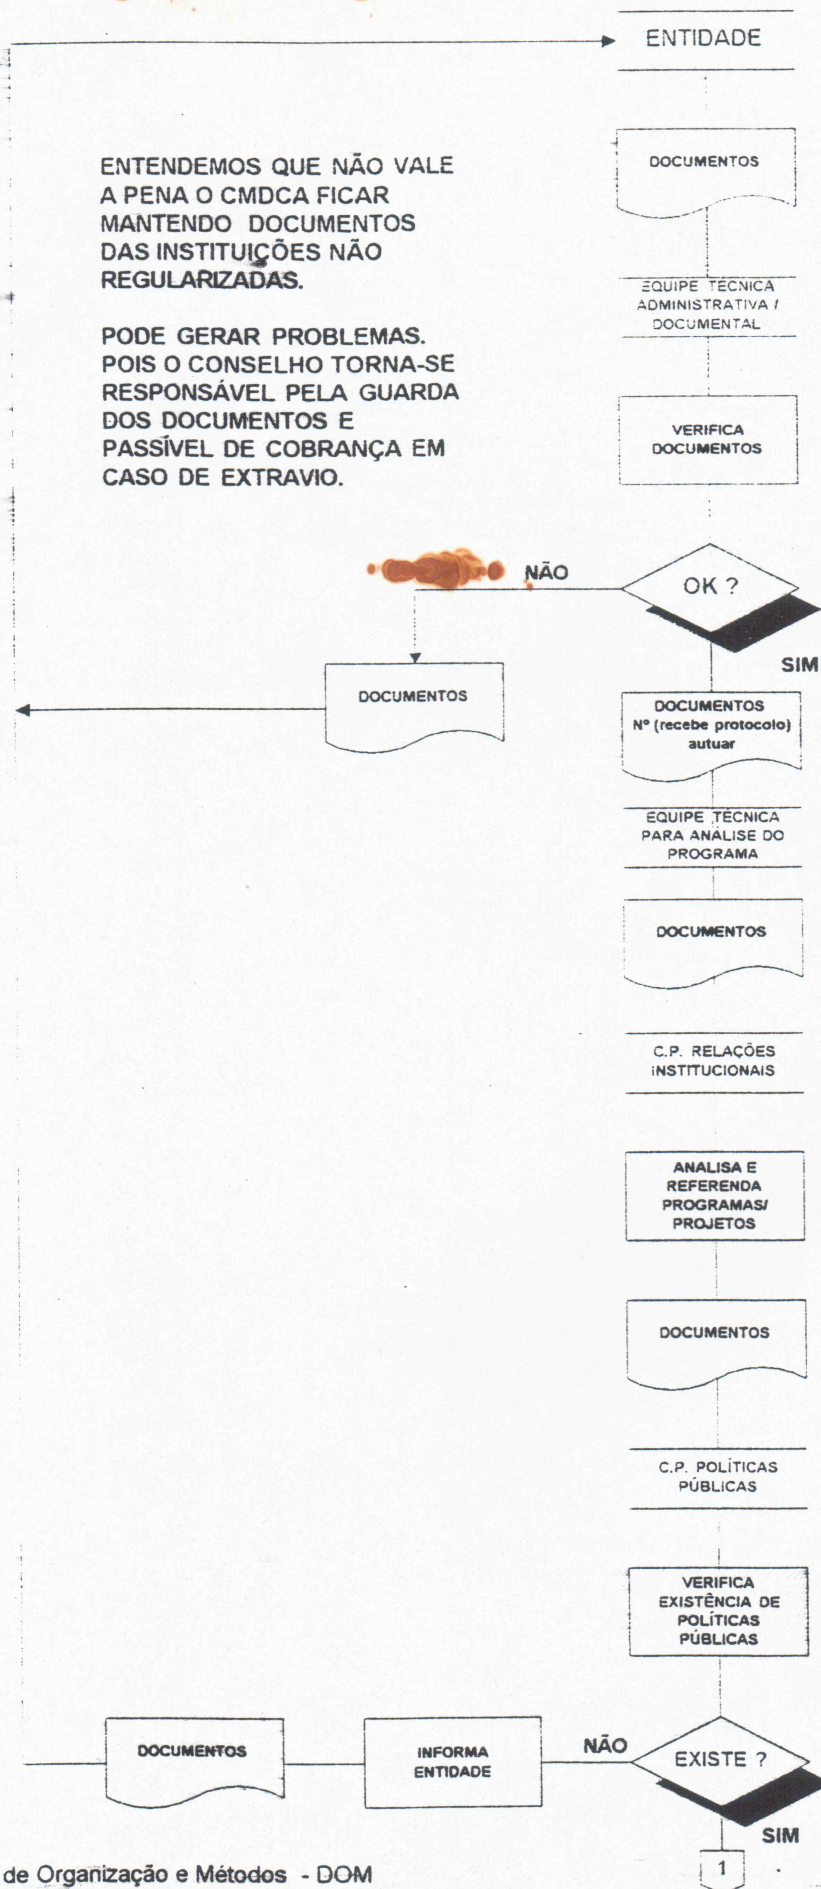 ENTIDADE
DOCUMENTOS
ENTENDEMOS QUE NÃO VALE
A PENA O CMDCA FICAR
MANTENDO DOCUMENTOS
DAS INSTITUIÇÕES NÃO
REGULARIZADAS.
PODE GERAR PROBLEMAS.
POIS O CONSELHO TORNA-SE
RESPONSÁVEL PELA GUARDA
DOS DOCUMENTOS E
PASSÍVEL DE COBRANÇA EM
CASO DE EXTRAVIO.
EQUIPE TÉCNICA
ADMINISTRATIVA /
DOCUMENTAL
VERIFICA
DOCUMENTOS
OK ?
NÃO
SIM
DOCUMENTOS
DOCUMENTOS
Nº (recebe protocolo)
autuar
EQUIPE TÉCNICA
PARA ANÁLISE DO
PROGRAMA
DOCUMENTOS
C.P. RELAÇÕES
INSTITUCIONAIS
ANALISA E
REFERENDA
PROGRAMAS/
PROJETOS
DOCUMENTOS
C.P. POLÍTICAS
PÚBLICAS
VERIFICA
EXISTÊNCIA DE
POLÍTICAS
PÚBLICAS
EXISTE ?
NÃO
INFORMA
ENTIDADE
DOCUMENTOS
SIM
1
de Organização e Métodos - DOM